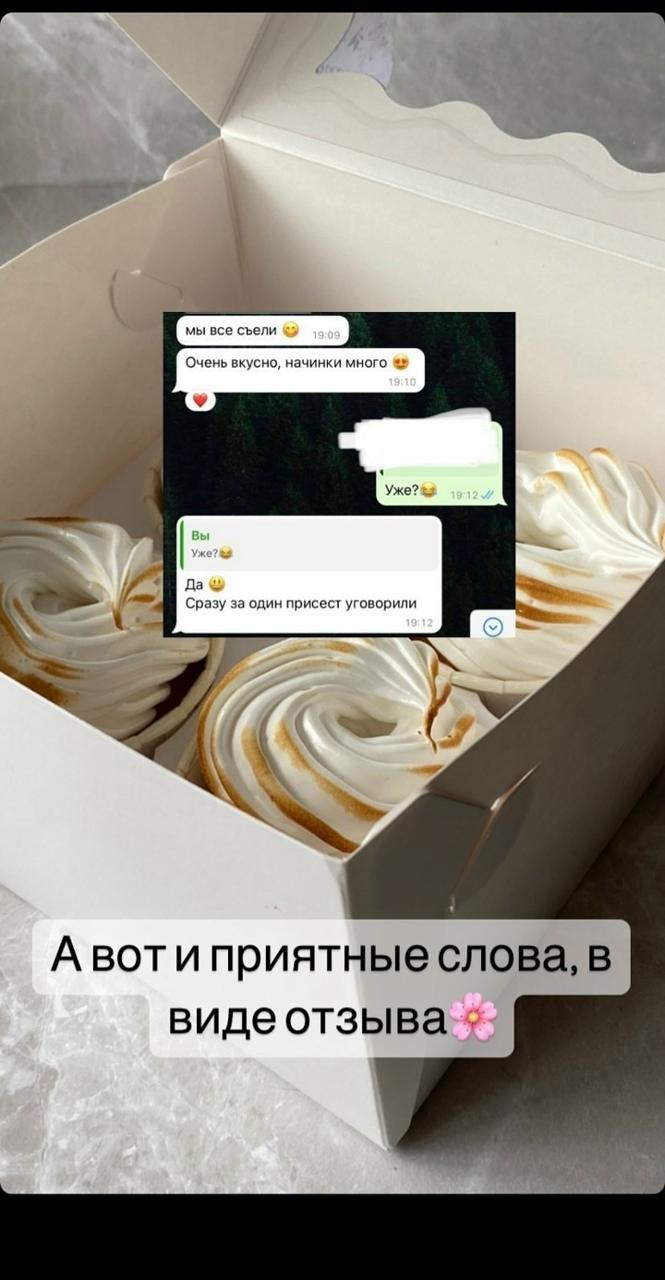 мы все съели 😋 19:09
Очень вкусно, начинки много 😍
19:10
❤️
Уже?😂 19:12
Вы
Уже?😂
Да 😃
Сразу за один присест уговорили
19:12
А вот и приятные слова, в
виде отзыва🌸